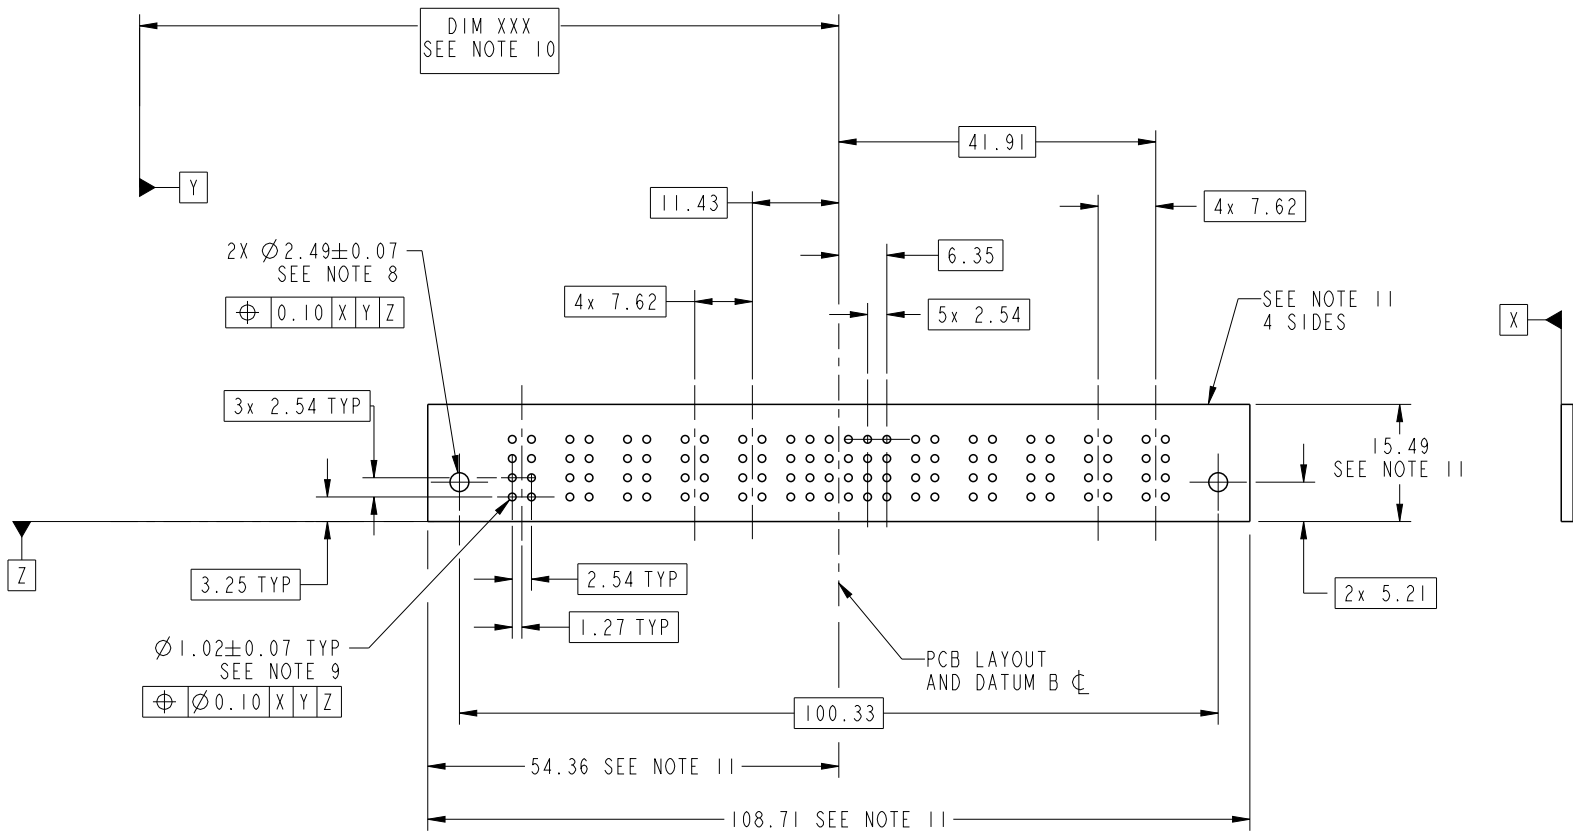 DIM XXX
SEE NOTE 10
41.91
Y
11.43
4x 7.62
2X Ø2.49±0.07
SEE NOTE 8
⌖ 0.10 X Y Z
6.35
4x 7.62
5x 2.54
SEE NOTE 11
4 SIDES
X
3x 2.54 TYP
15.49
SEE NOTE 11
Z
3.25 TYP
2.54 TYP
2x 5.21
1.27 TYP
Ø1.02±0.07 TYP
SEE NOTE 9
⌖ Ø0.10 X Y Z
PCB LAYOUT
AND DATUM B ℄
100.33
54.36 SEE NOTE 11
108.71 SEE NOTE 11